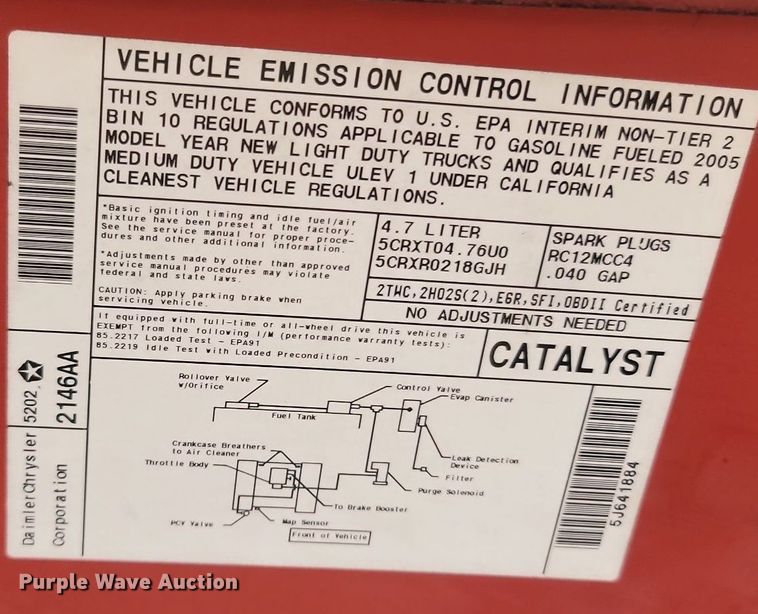 VEHICLE EMISSION CONTROL INFORMATION
THIS VEHICLE CONFORMS TO U.S. EPA INTERIM NON-TIER 2
BIN 10 REGULATIONS APPLICABLE TO GASOLINE FUELED 2005
MODEL YEAR NEW LIGHT DUTY TRUCKS AND QUALIFIES AS A
MEDIUM DUTY VEHICLE ULEV 1 UNDER CALIFORNIA
CLEANEST VEHICLE REGULATIONS.
*Basic ignition timing and idle fuel/air
mixture have been preset at the factory.
See the service manual for proper proce-
dures and other additional information.
*Adjustments made by other than approved
service manual procedures may violate
federal and state laws.
CAUTION: Apply parking brake when
servicing vehicle.
4.7 LITER
5CRXT04.76U0
5CRXR0218GJH
SPARK PLUGS
RC12MCC4
.040 GAP
2TWC,2HO2S(2),EGR,SFI,OBDII Certified
NO ADJUSTMENTS NEEDED
If equipped with full-time or all-wheel drive this vehicle is
EXEMPT from the following I/M (performance warranty tests):
85.2217 Loaded Test - EPA91
85.2219 Idle Test with Loaded Precondition - EPA91
CATALYST
Rollover Valve
w/Orifice
Fuel Tank
Control Valve
Evap Canister
Crankcase Breathers
to Air Cleaner
Throttle Body
Leak Detection
Device
Filter
Purge Solenoid
To Brake Booster
PCV Valve
Map Sensor
Front of Vehicle
DaimlerChrysler
Corporation
5202.
2146AA
5J641884
Purple Wave Auction